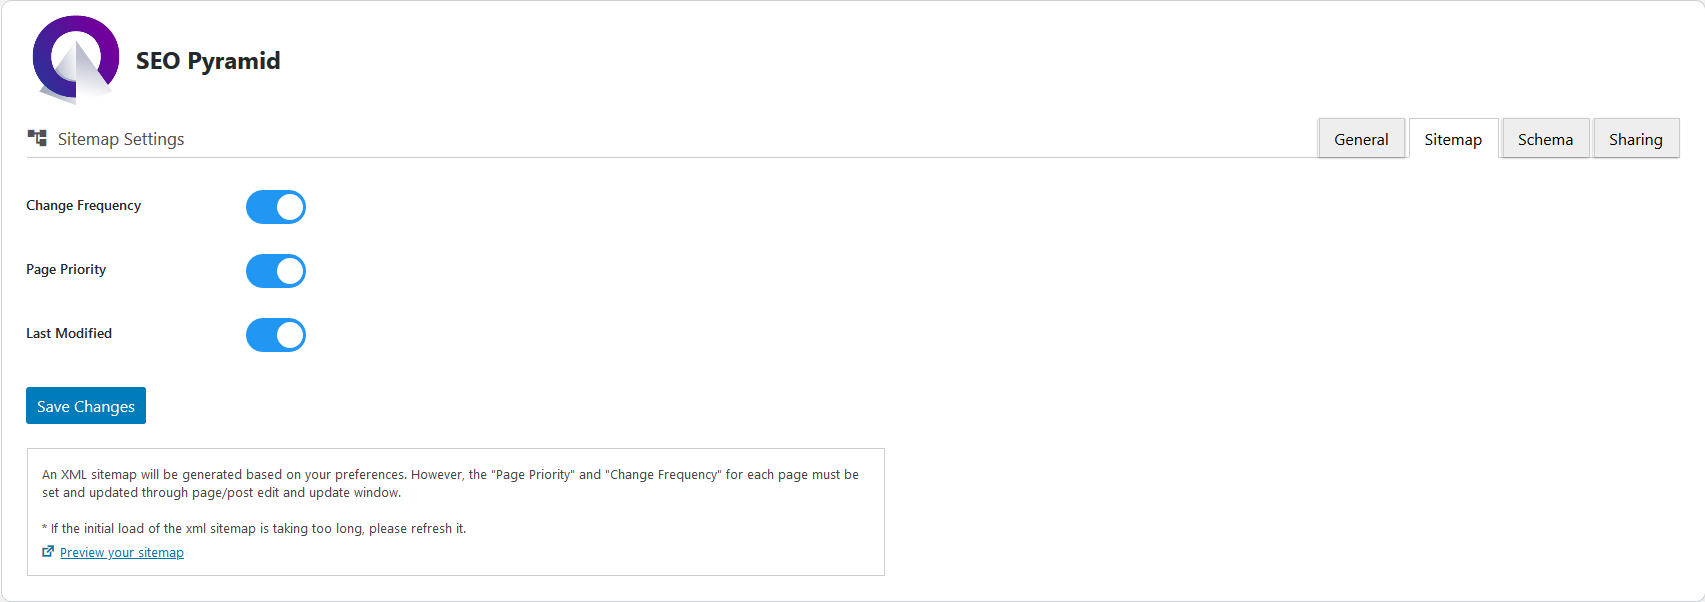 SEO Pyramid
Sitemap Settings
General
Sitemap
Schema
Sharing
Change Frequency
Page Priority
Last Modified
Save Changes
An XML sitemap will be generated based on your preferences. However, the "Page Priority" and "Change Frequency" for each page must be
set and updated through page/post edit and update window.
* If the initial load of the xml sitemap is taking too long, please refresh it.
Preview your sitemap